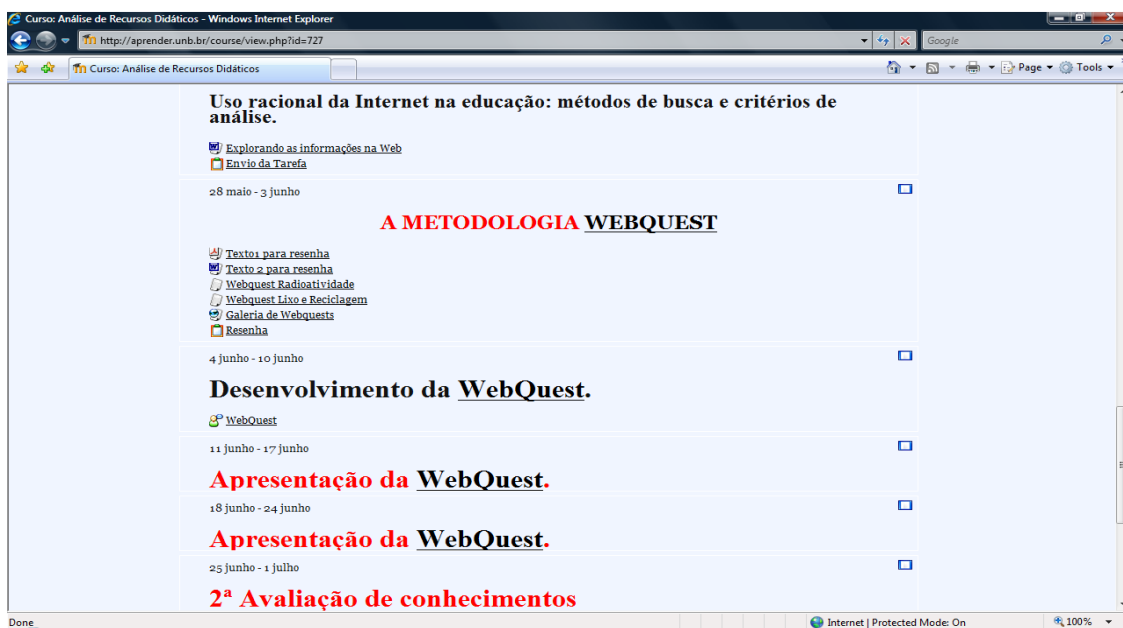 Curso: Análise de Recursos Didáticos - Windows Internet Explorer
http://aprender.unb.br/course/view.php?id=727
Google
Curso: Análise de Recursos Didáticos
Page
Tools
Uso racional da Internet na educação: métodos de busca e critérios de
análise.
Explorando as informações na Web
Envio da Tarefa
28 maio - 3 junho
A METODOLOGIA WEBQUEST
Texto1 para resenha
Texto 2 para resenha
Webquest Radioatividade
Webquest Lixo e Reciclagem
Galeria de Webquests
Resenha
4 junho - 10 junho
Desenvolvimento da WebQuest.
WebQuest
11 junho - 17 junho
Apresentação da WebQuest.
18 junho - 24 junho
Apresentação da WebQuest.
25 junho - 1 julho
2ª Avaliação de conhecimentos
Done
Internet | Protected Mode: On
100%